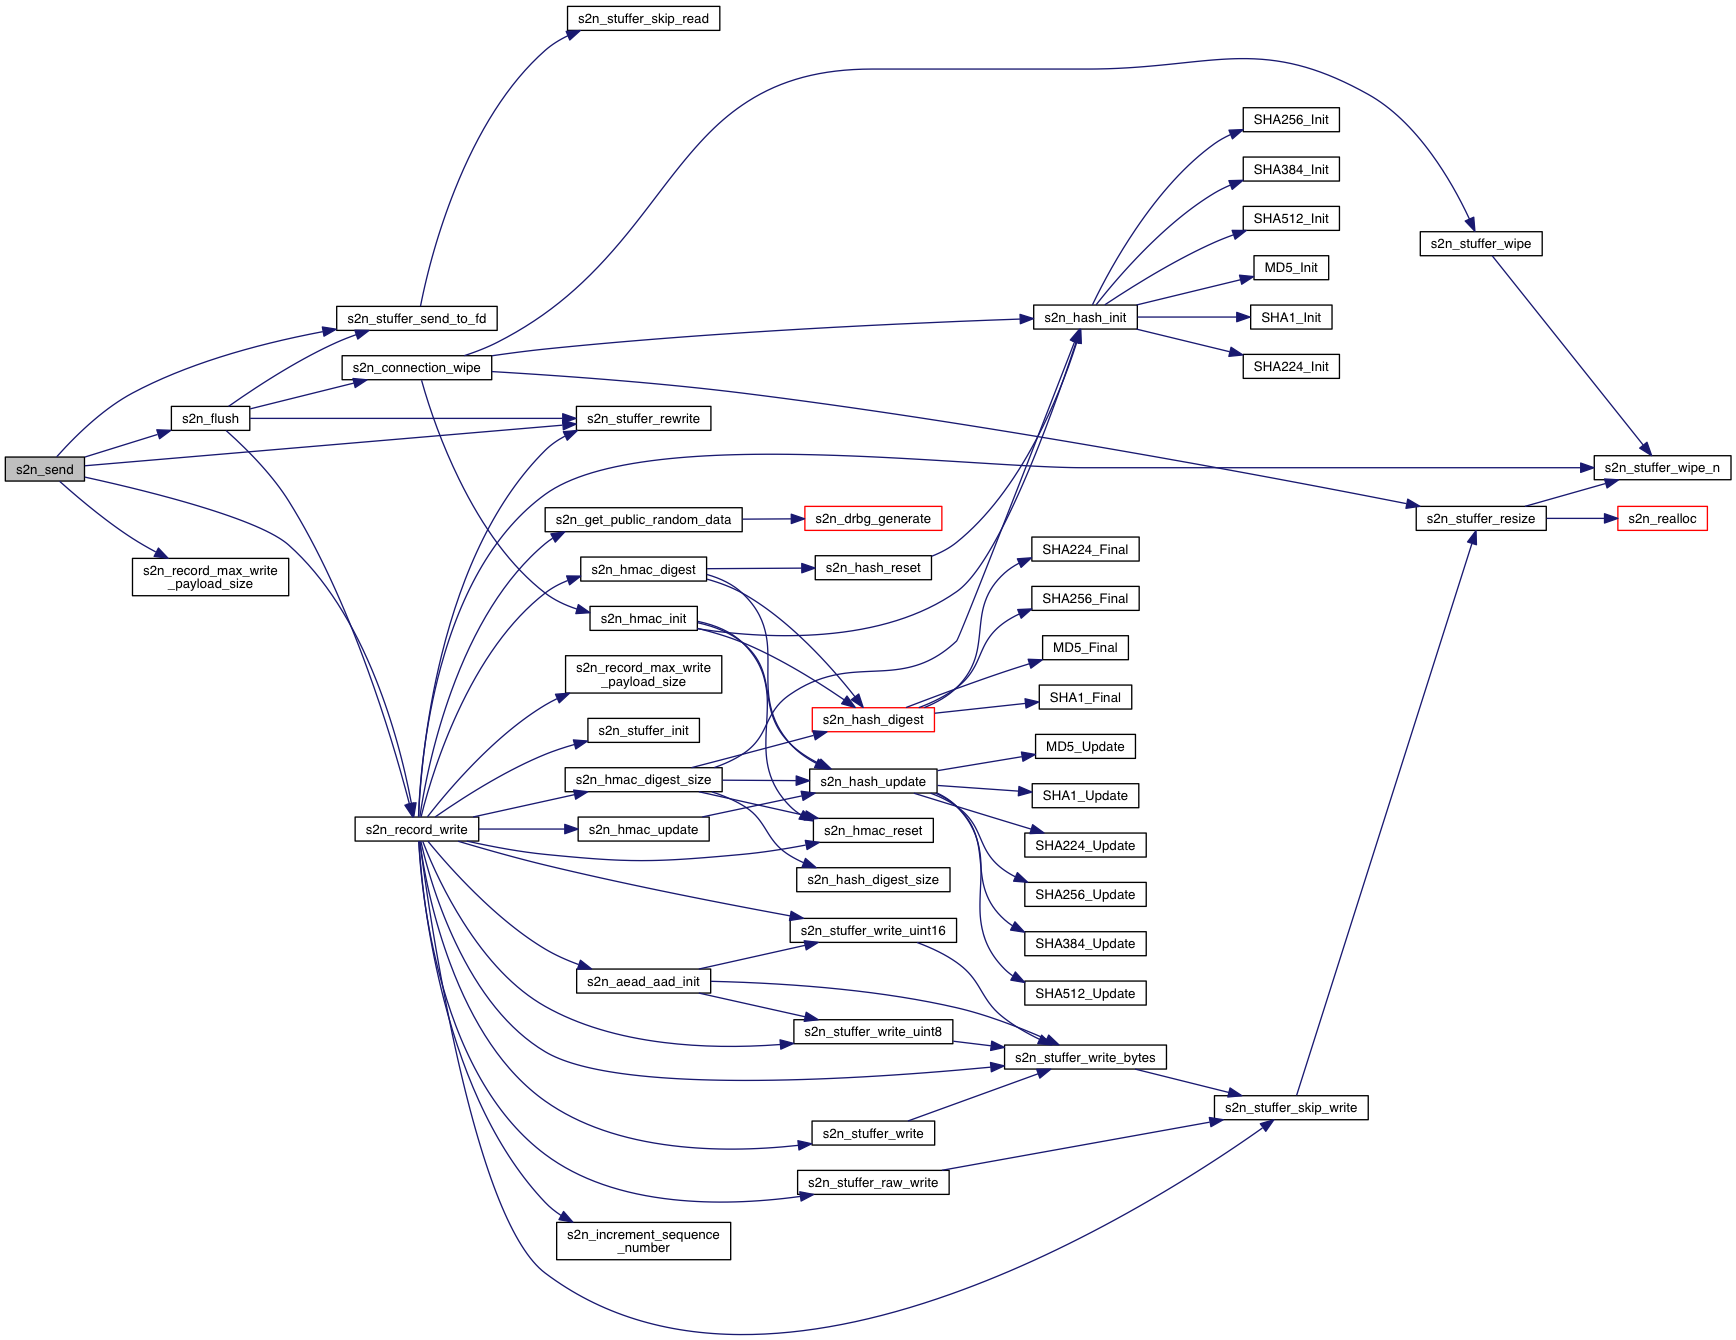 s2n_stuffer_skip_read
SHA256_Init
SHA384_Init
SHA512_Init
s2n_stuffer_wipe
MD5_Init
s2n_stuffer_send_to_fd
s2n_hash_init
SHA1_Init
s2n_connection_wipe
SHA224_Init
s2n_flush
s2n_stuffer_rewrite
s2n_send
s2n_stuffer_wipe_n
s2n_get_public_random_data
s2n_drbg_generate
s2n_stuffer_resize
s2n_realloc
SHA224_Final
s2n_hmac_digest
s2n_hash_reset
s2n_record_max_write
_payload_size
SHA256_Final
s2n_hmac_init
MD5_Final
s2n_record_max_write
_payload_size
SHA1_Final
s2n_hash_digest
s2n_stuffer_init
MD5_Update
s2n_hmac_digest_size
s2n_hash_update
SHA1_Update
s2n_record_write
s2n_hmac_update
s2n_hmac_reset
SHA224_Update
s2n_hash_digest_size
SHA256_Update
s2n_stuffer_write_uint16
SHA384_Update
s2n_aead_aad_init
SHA512_Update
s2n_stuffer_write_uint8
s2n_stuffer_write_bytes
s2n_stuffer_skip_write
s2n_stuffer_write
s2n_stuffer_raw_write
s2n_increment_sequence
_number